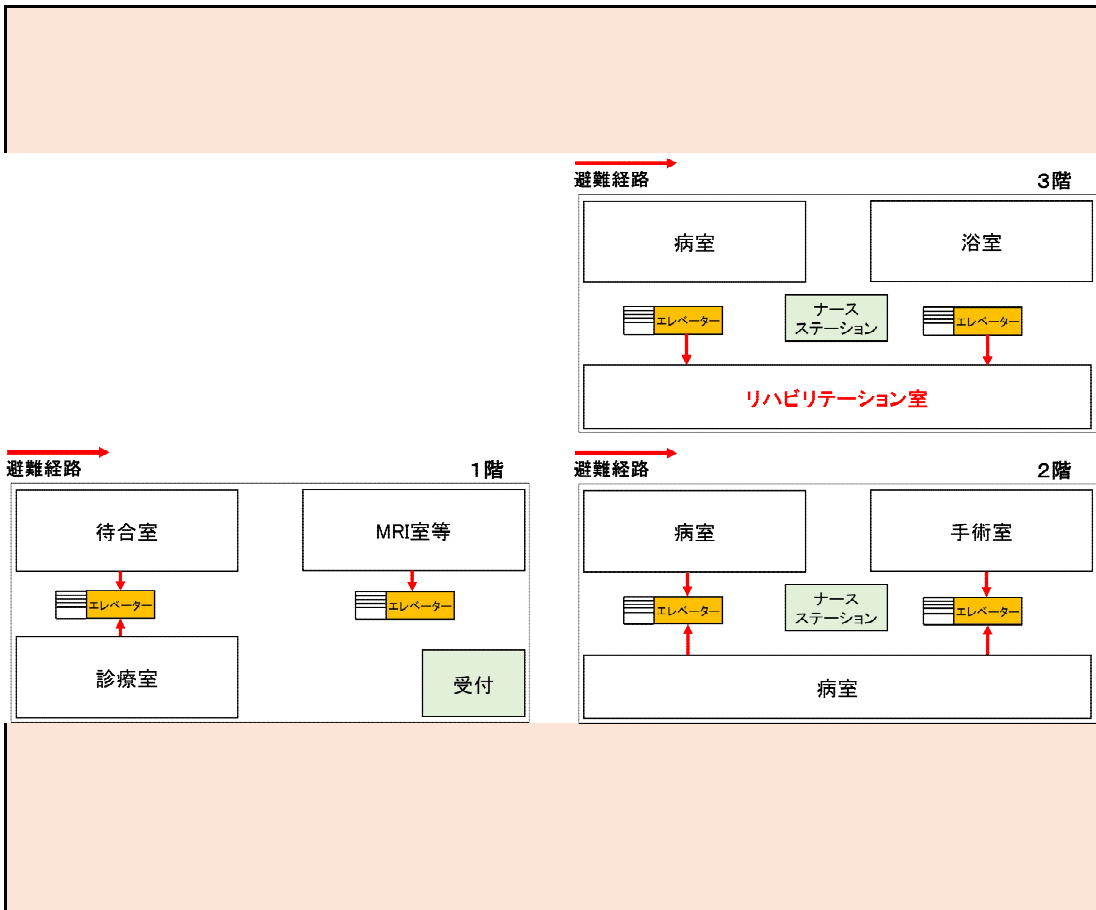 避難経路
3階
病室
浴室
エレベーター
ナース
ステーション
エレベーター
リハビリテーション室
避難経路
1階
待合室
MRI室等
エレベーター
エレベーター
診療室
受付
避難経路
2階
病室
手術室
エレベーター
ナース
ステーション
エレベーター
病室